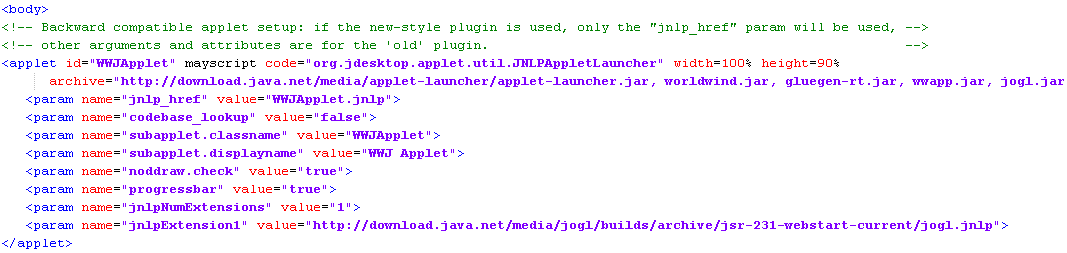 <body>
<!-- Backward compatible applet setup: if the new-style plugin is used, only the "jnlp_href" param will be used, -->
<!-- other arguments and attributes are for the 'old' plugin. -->
<applet id="WWJApplet" mayscript code="org.jdesktop.applet.util.JNLPAppletLauncher" width=100% height=90%
archive="http://download.java.net/media/applet-launcher/applet-launcher.jar, worldwind.jar, gluegen-rt.jar, wwapp.jar, jogl.jar
<param name="jnlp_href" value="WWJApplet.jnlp">
<param name="codebase_lookup" value="false">
<param name="subapplet.classname" value="WWJApplet">
<param name="subapplet.displayname" value="WWJ Applet">
<param name="noddraw.check" value="true">
<param name="progressbar" value="true">
<param name="jnlpNumExtensions" value="1">
<param name="jnlpExtension1" value="http://download.java.net/media/jogl/builds/archive/jsr-231-webstart-current/jogl.jnlp">
</applet>